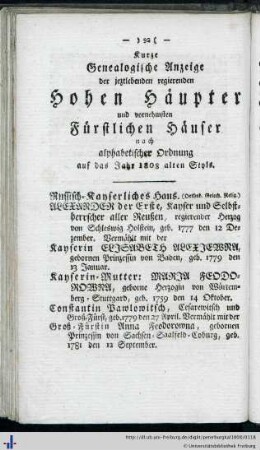 — ) 92 ( —
Kurze
Genealogische Anzeige
der jeztlebenden regierenden
Hohen Häupter
und vornehmsten
Fürstlichen Häuser
nach
alphabetischer Ordnung
auf das Jahr 1808 alten Styls.
Russisch-Kayserliches Haus. (Orthod. Griech. Relig.)
ALEXANDER der Erste, Kayser und Selbst-
herrscher aller Reußen, regierender Herzog
von Schleswig Holstein, geb. 1777 den 12 De-
zember. Vermählt mit der
Kayserin ELISABETH ALEXIEWNA,
gebornen Prinzessin von Baden, geb. 1779 den
13 Januar.
Kayserin-Mutter: MARIA FEODO-
ROWNA, geborne Herzogin von Würtem-
berg-Stuttgard, geb. 1759 den 14 Oktober.
Constantin Pawlowitsch, Cesarewitsch und
Groß-Fürst, geb. 1779 den 27 April. Vermählt mit der
Groß-Fürstin Anna Feodorowna, gebornen
Prinzessin von Sachsen-Saalfeld-Coburg, geb.
1781 den 12 September.
© Universitätsbibliothek Freiburg